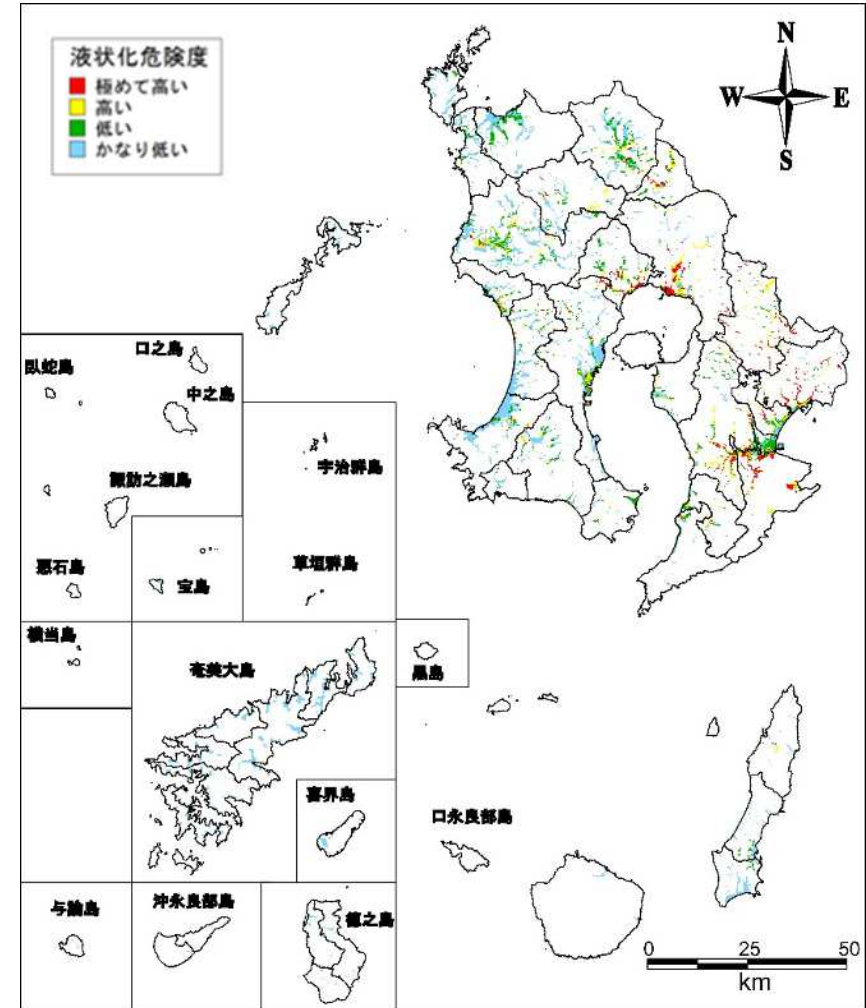 液状化危険度
極めて高い
高い
低い
かなり低い
N
W
E
S
口之島
臥蛇島
中之島
諏訪之瀬島
悪石島
宝島
宇治群島
草垣群島
横当島
奄美大島
黒島
喜界島
口永良部島
与論島
沖永良部島
徳之島
0 25 50
km